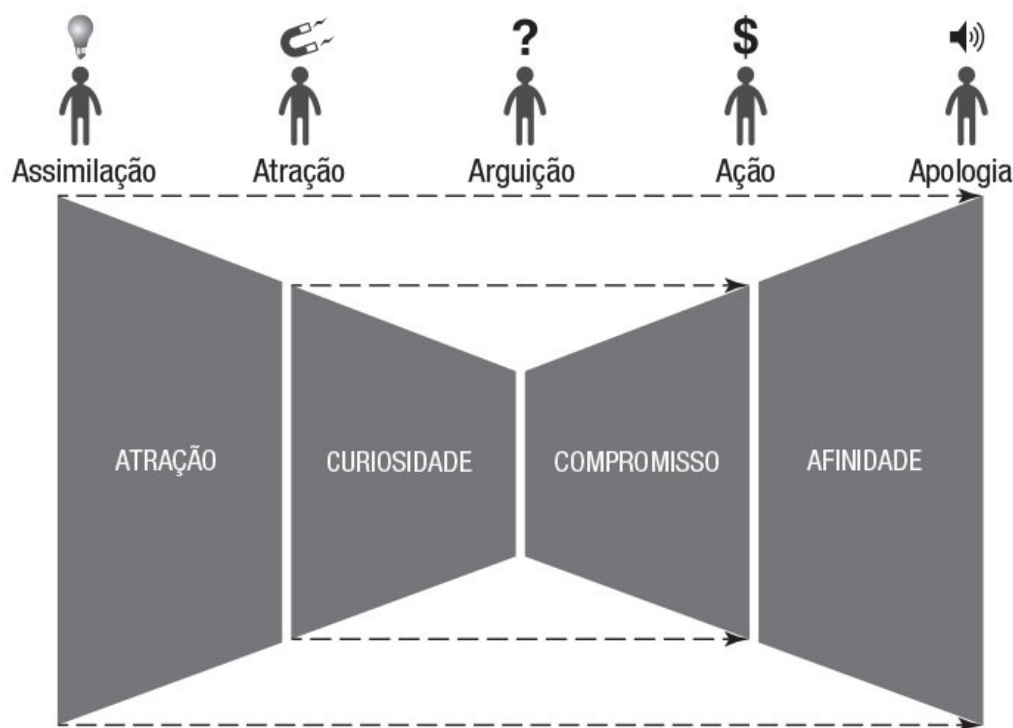 ? $
Assimilação Atração Arguição Ação Apologia
ATRAÇÃO CURIOSIDADE COMPROMISSO AFINIDADE